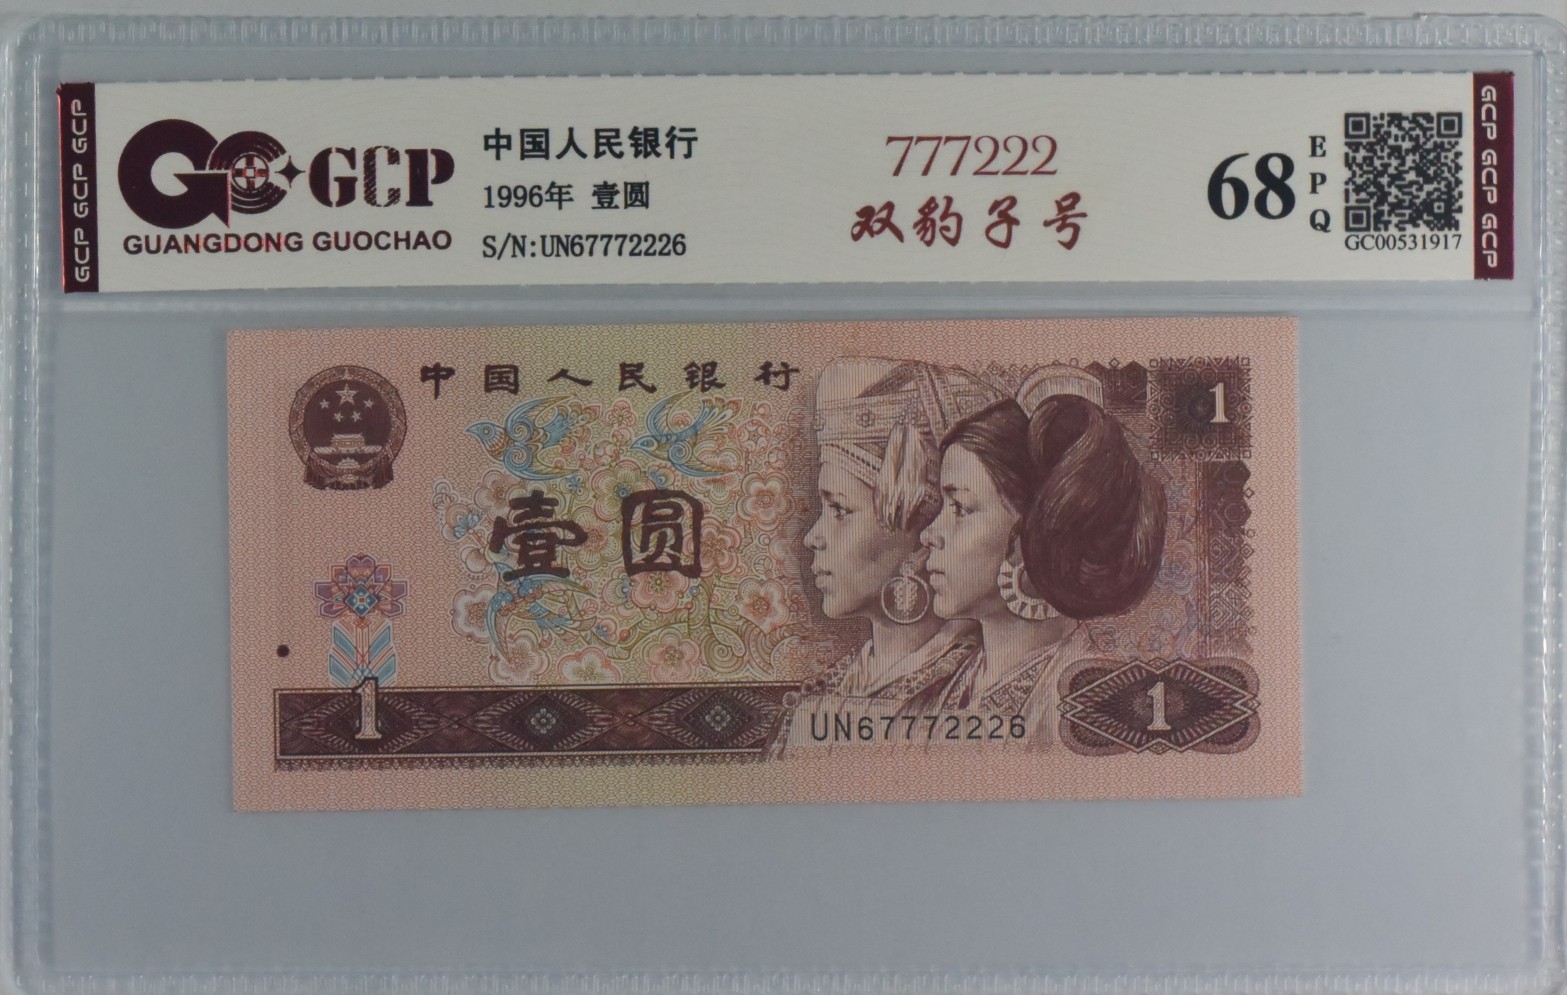 GCP GCP GCP
GCP
GUANGDONG GUOCHAO
中国人民银行
1996年 壹圆
S/N:UN67772226
777222
双豹子号
68
EPQ
GC00531917
GCP GCP GCP
中国人民银行
1
壹圆
1
UN67772226
1